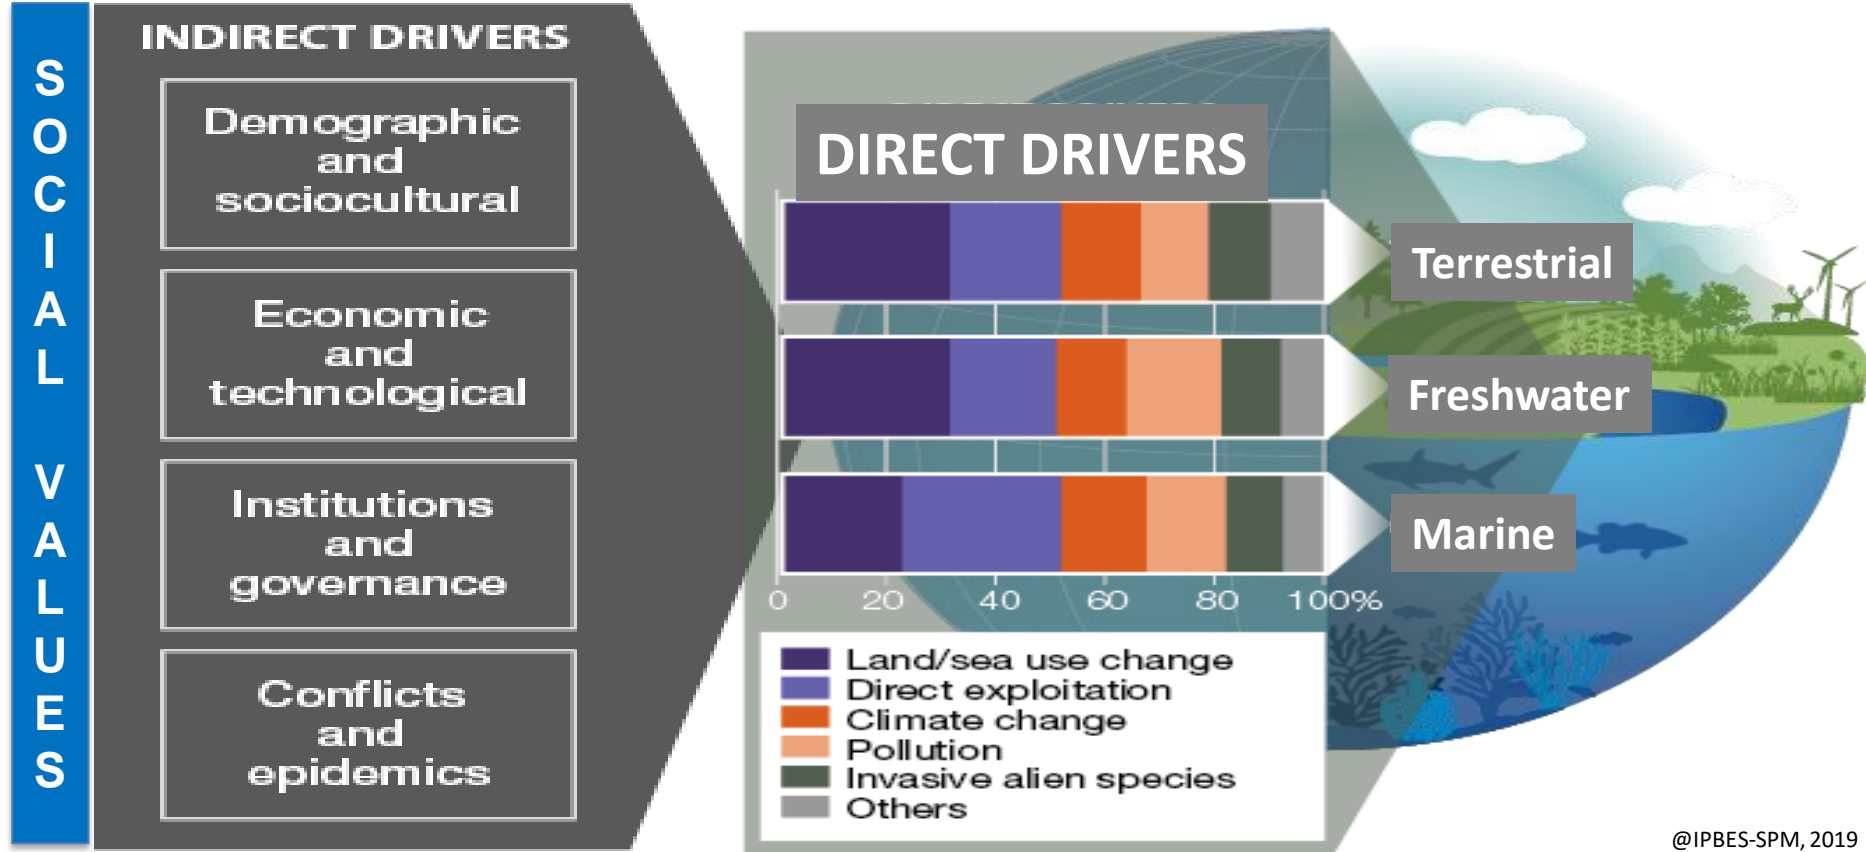 SOCIAL VALUES
INDIRECT DRIVERS
Demographic
and
sociocultural
Economic
and
technological
Institutions
and
governance
Conflicts
and
epidemics
DIRECT DRIVERS
Terrestrial
Freshwater
Marine
0 20 40 60 80 100%
Land/sea use change
Direct exploitation
Climate change
Pollution
Invasive alien species
Others
@IPBES-SPM, 2019